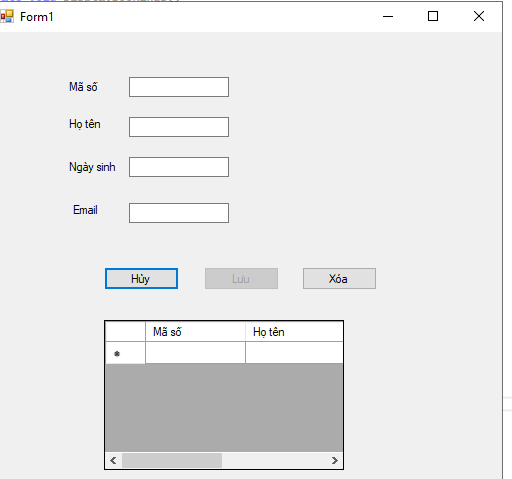 Form1
Mã số
Họ tên
Ngày sinh
Email
Hủy Lưu Xóa
Mã số Họ tên